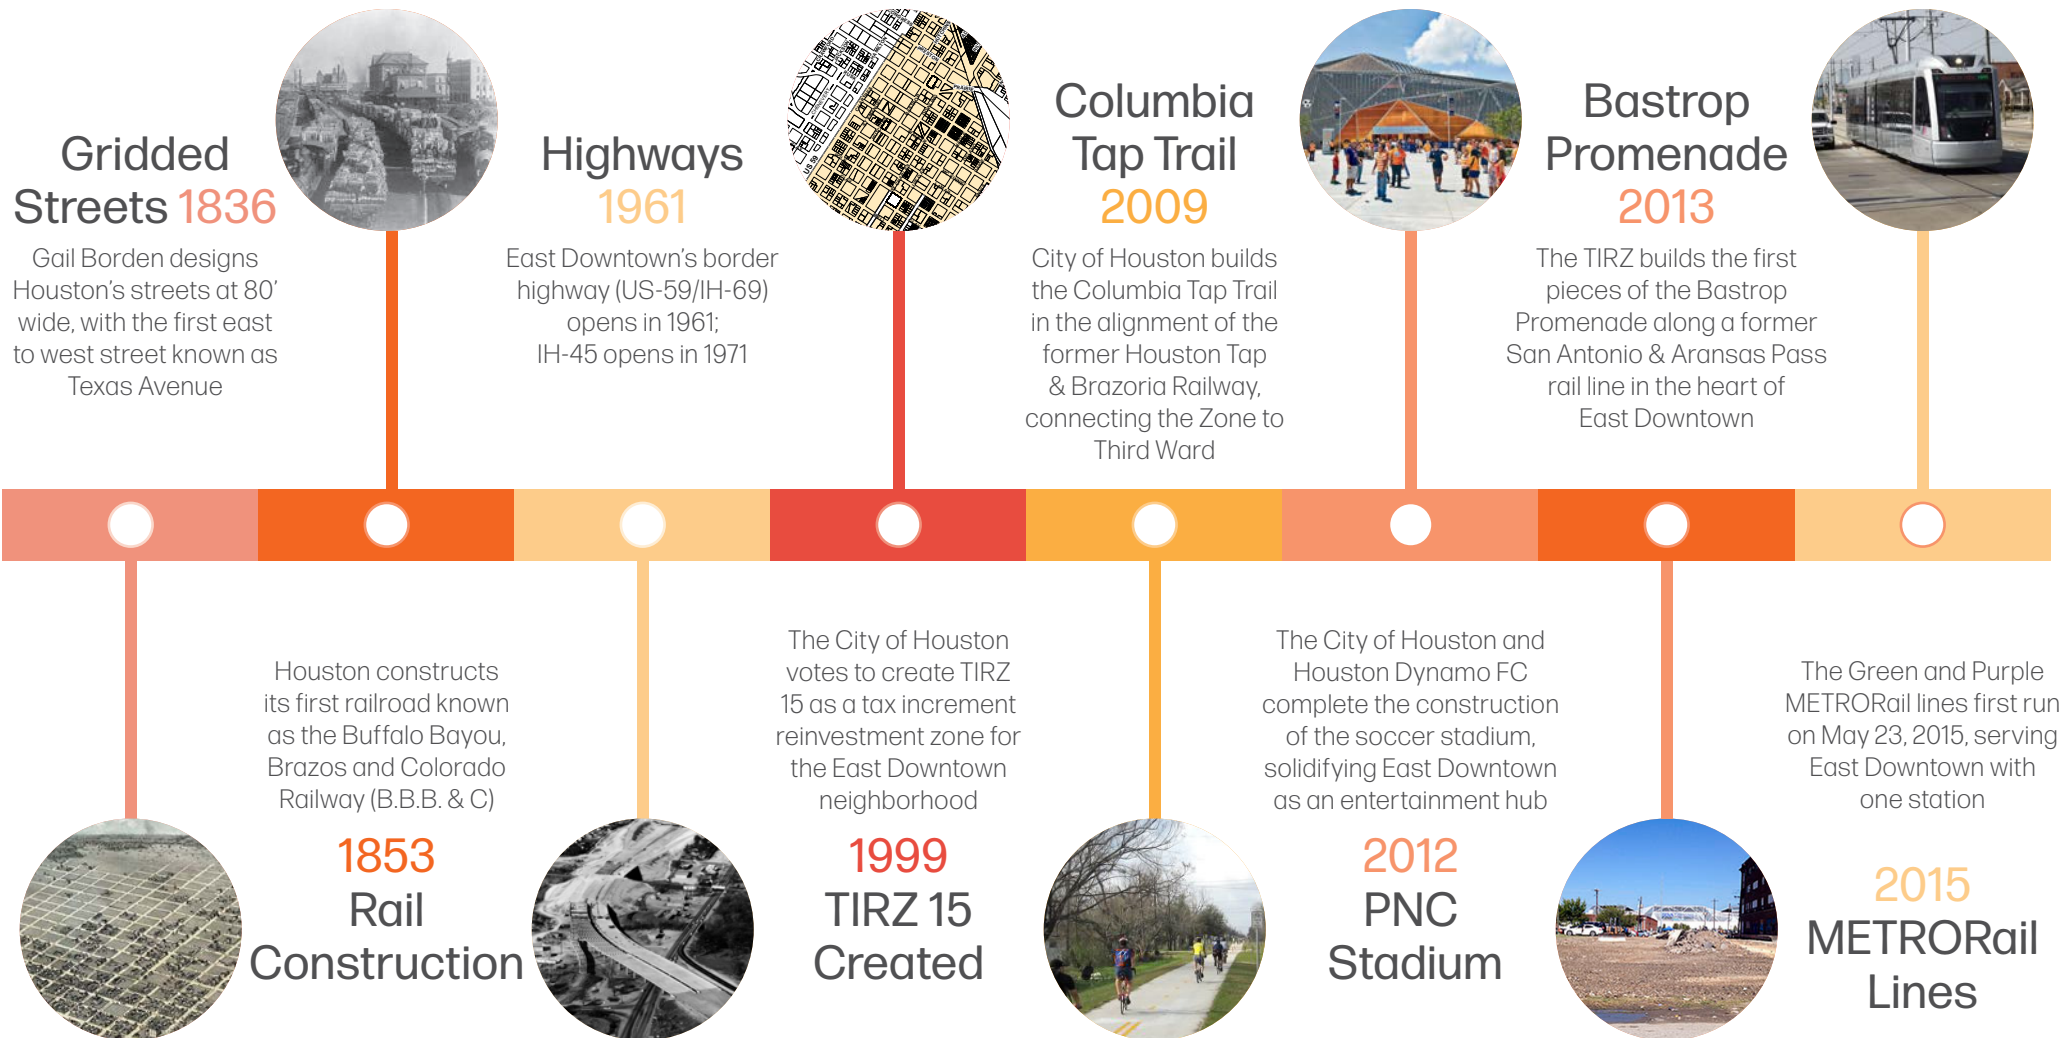 Gridded
Streets 1836
Gail Borden designs
Houston's streets at 80'
wide, with the first east
to west street known as
Texas Avenue
Houston constructs
its first railroad known
as the Buffalo Bayou,
Brazos and Colorado
Railway (B.B.B. & C)
1853
Rail
Construction
Highways
1961
East Downtown's border
highway (US-59/IH-69)
opens in 1961;
IH-45 opens in 1971
US 59
The City of Houston
votes to create TIRZ
15 as a tax increment
reinvestment zone for
the East Downtown
neighborhood
1999
TIRZ 15
Created
Columbia
Tap Trail
2009
City of Houston builds
the Columbia Tap Trail
in the alignment of the
former Houston Tap
& Brazoria Railway,
connecting the Zone to
Third Ward
The City of Houston and
Houston Dynamo FC
complete the construction
of the soccer stadium,
solidifying East Downtown
as an entertainment hub
2012
PNC
Stadium
Bastrop
Promenade
2013
The TIRZ builds the first
pieces of the Bastrop
Promenade along a former
San Antonio & Aransas Pass
rail line in the heart of
East Downtown
The Green and Purple
METRORail lines first run
on May 23, 2015, serving
East Downtown with
one station
2015
METRORail
Lines